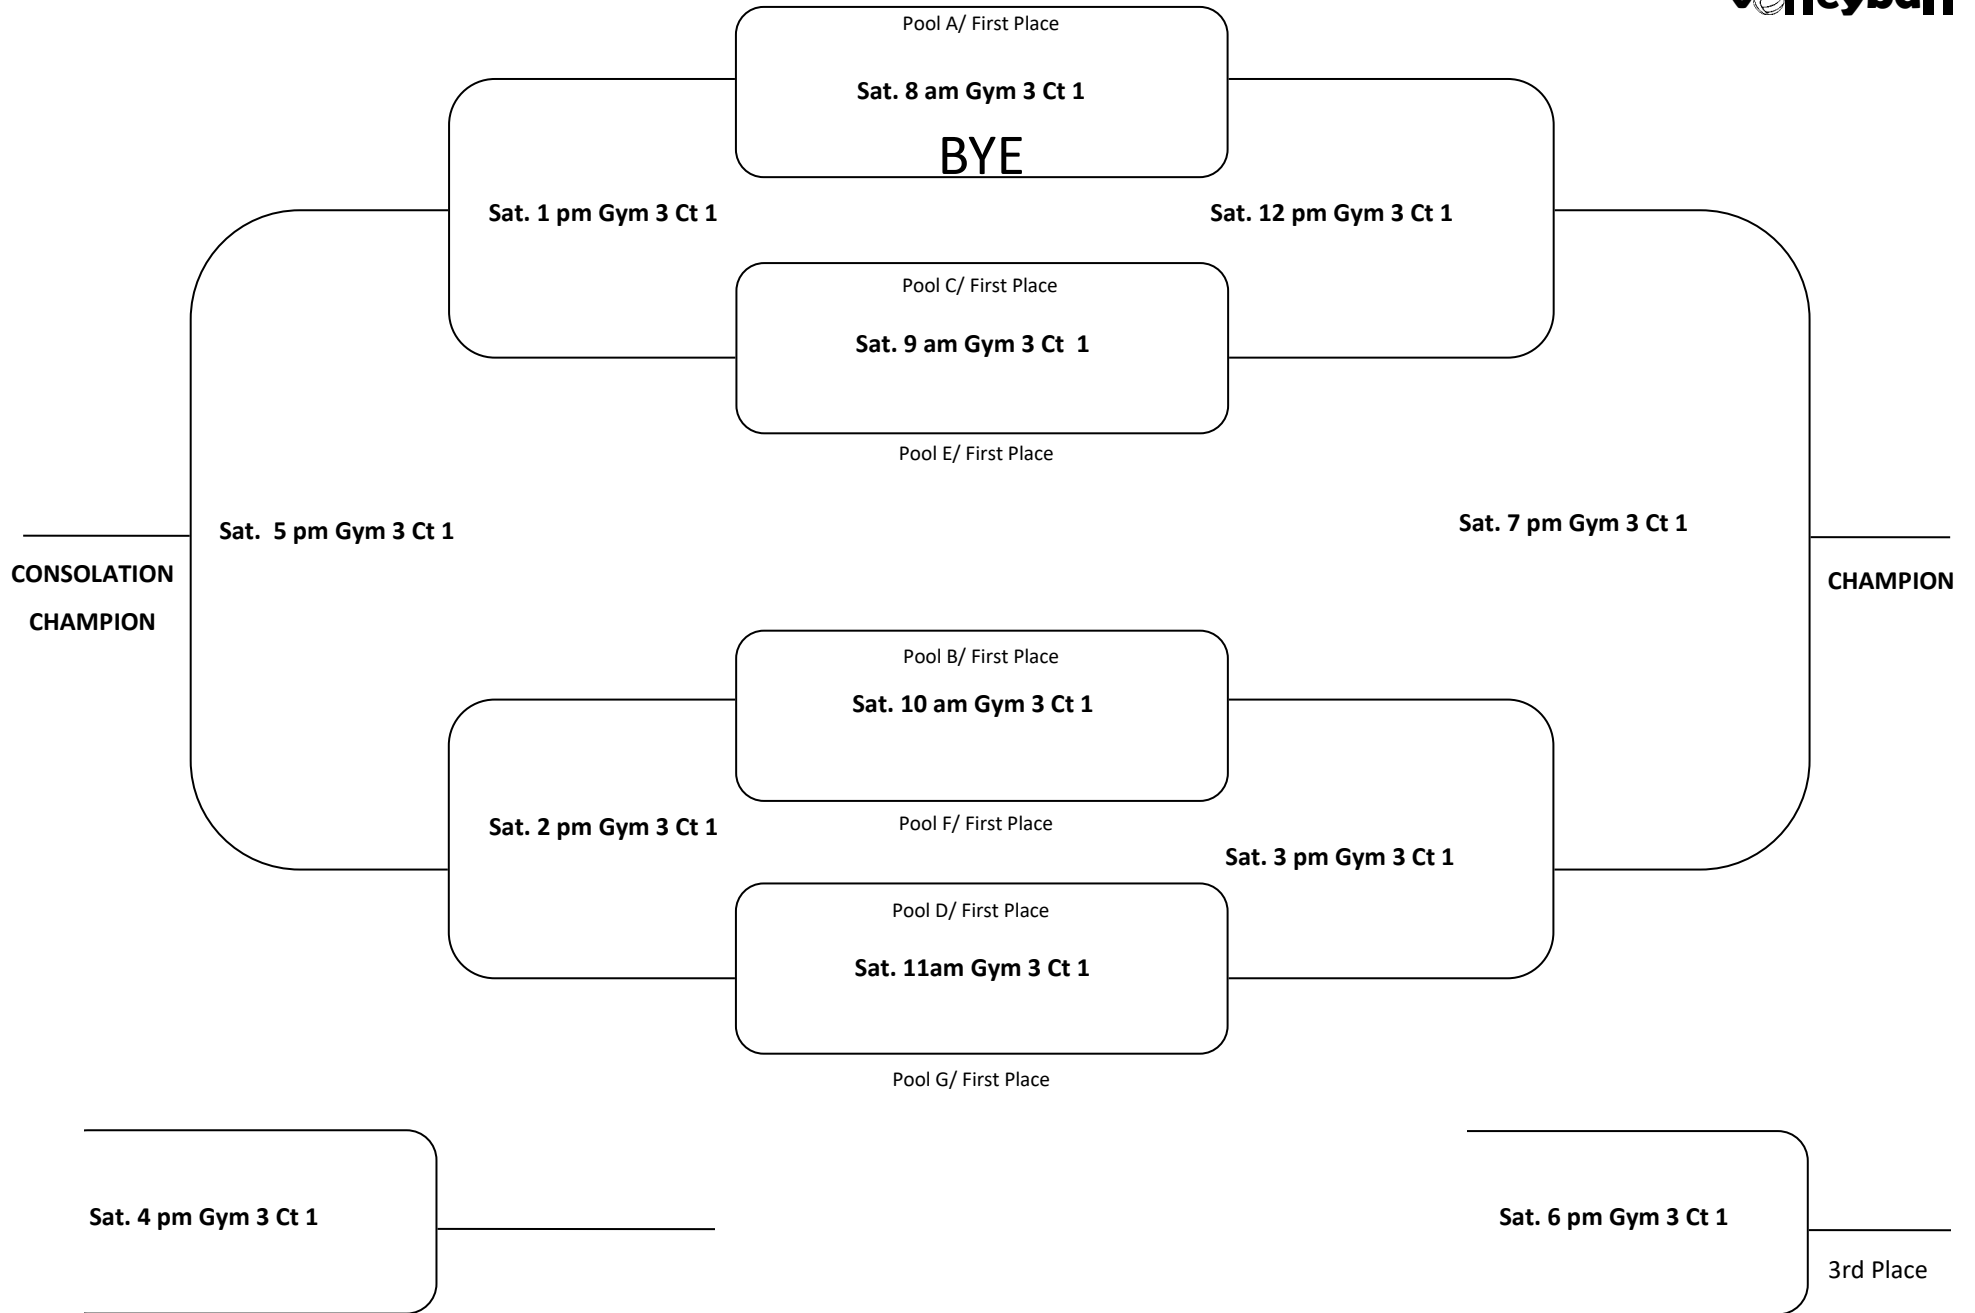 volleyball
Pool A/ First Place
Sat. 8 am Gym 3 Ct 1
BYE
Sat. 1 pm Gym 3 Ct 1
Sat. 12 pm Gym 3 Ct 1
Pool C/ First Place
Sat. 9 am Gym 3 Ct  1
Pool E/ First Place
Sat.  5 pm Gym 3 Ct 1
Sat. 7 pm Gym 3 Ct 1
CONSOLATION
CHAMPION
CHAMPION
Pool B/ First Place
Sat. 10 am Gym 3 Ct 1
Sat. 2 pm Gym 3 Ct 1
Pool F/ First Place
Sat. 3 pm Gym 3 Ct 1
Pool D/ First Place
Sat. 11am Gym 3 Ct 1
Pool G/ First Place
Sat. 4 pm Gym 3 Ct 1
Sat. 6 pm Gym 3 Ct 1
3rd Place